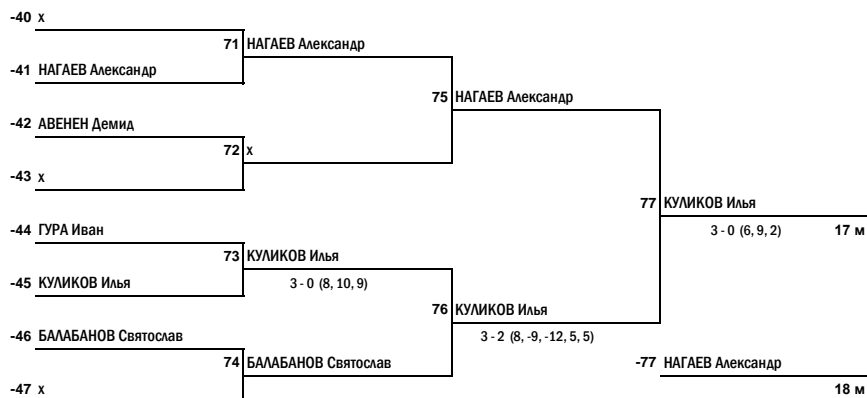 -40 x
71 НАГАЕВ Александр
-41 НАГАЕВ Александр
75 НАГАЕВ Александр
-42 АВЕНЕН Демид
72 x
-43 x
77 КУЛИКОВ Илья
3 - 0 (6, 9, 2) 17 м
-44 ГУРА Иван
73 КУЛИКОВ Илья
3 - 0 (8, 10, 9)
-45 КУЛИКОВ Илья
76 КУЛИКОВ Илья
3 - 2 (8, -9, -12, 5, 5)
-46 БАЛАБАНОВ Святослав
74 БАЛАБАНОВ Святослав
-77 НАГАЕВ Александр
18 м
-47 x